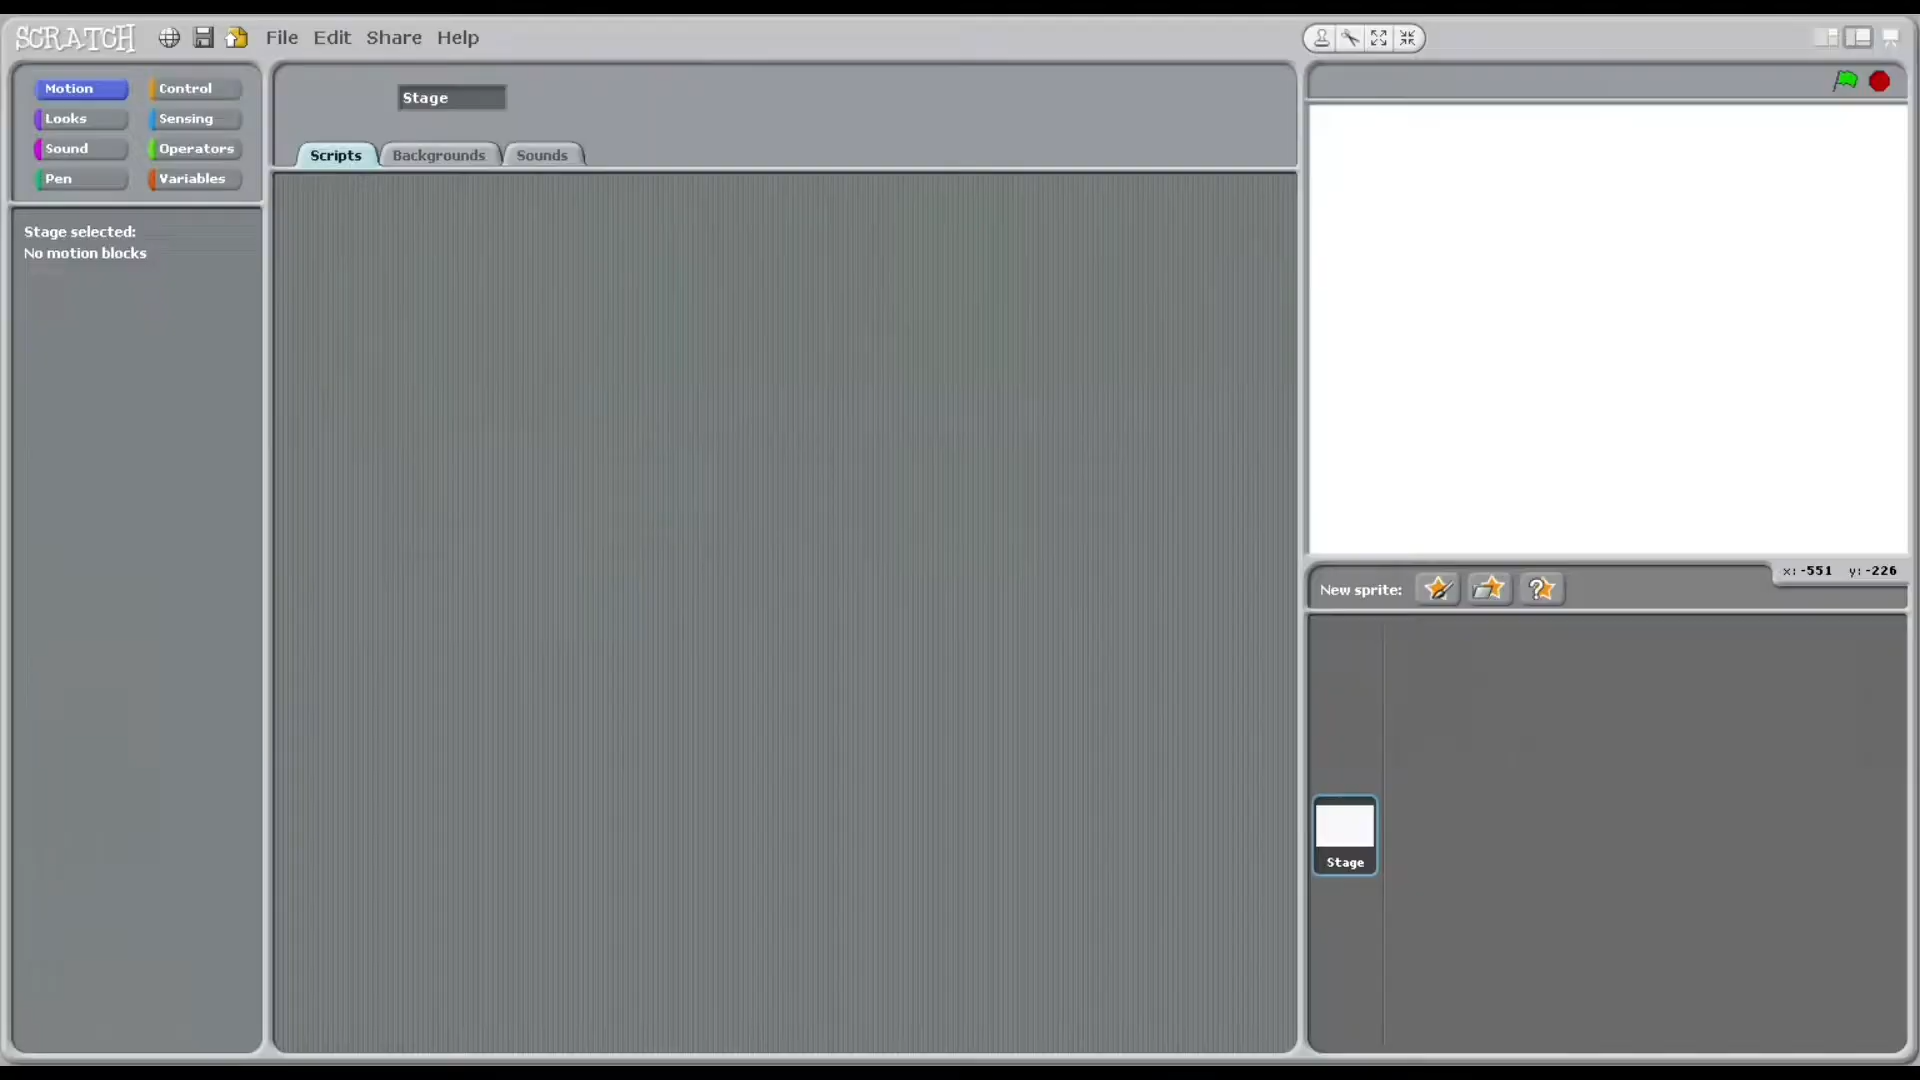 SCRATCH File Edit Share Help
Motion Control
Looks Sensing
Sound Operators
Pen Variables
Stage selected:
No motion blocks
Stage
Scripts Backgrounds Sounds
x: -551 y: -226
New sprite:
Stage